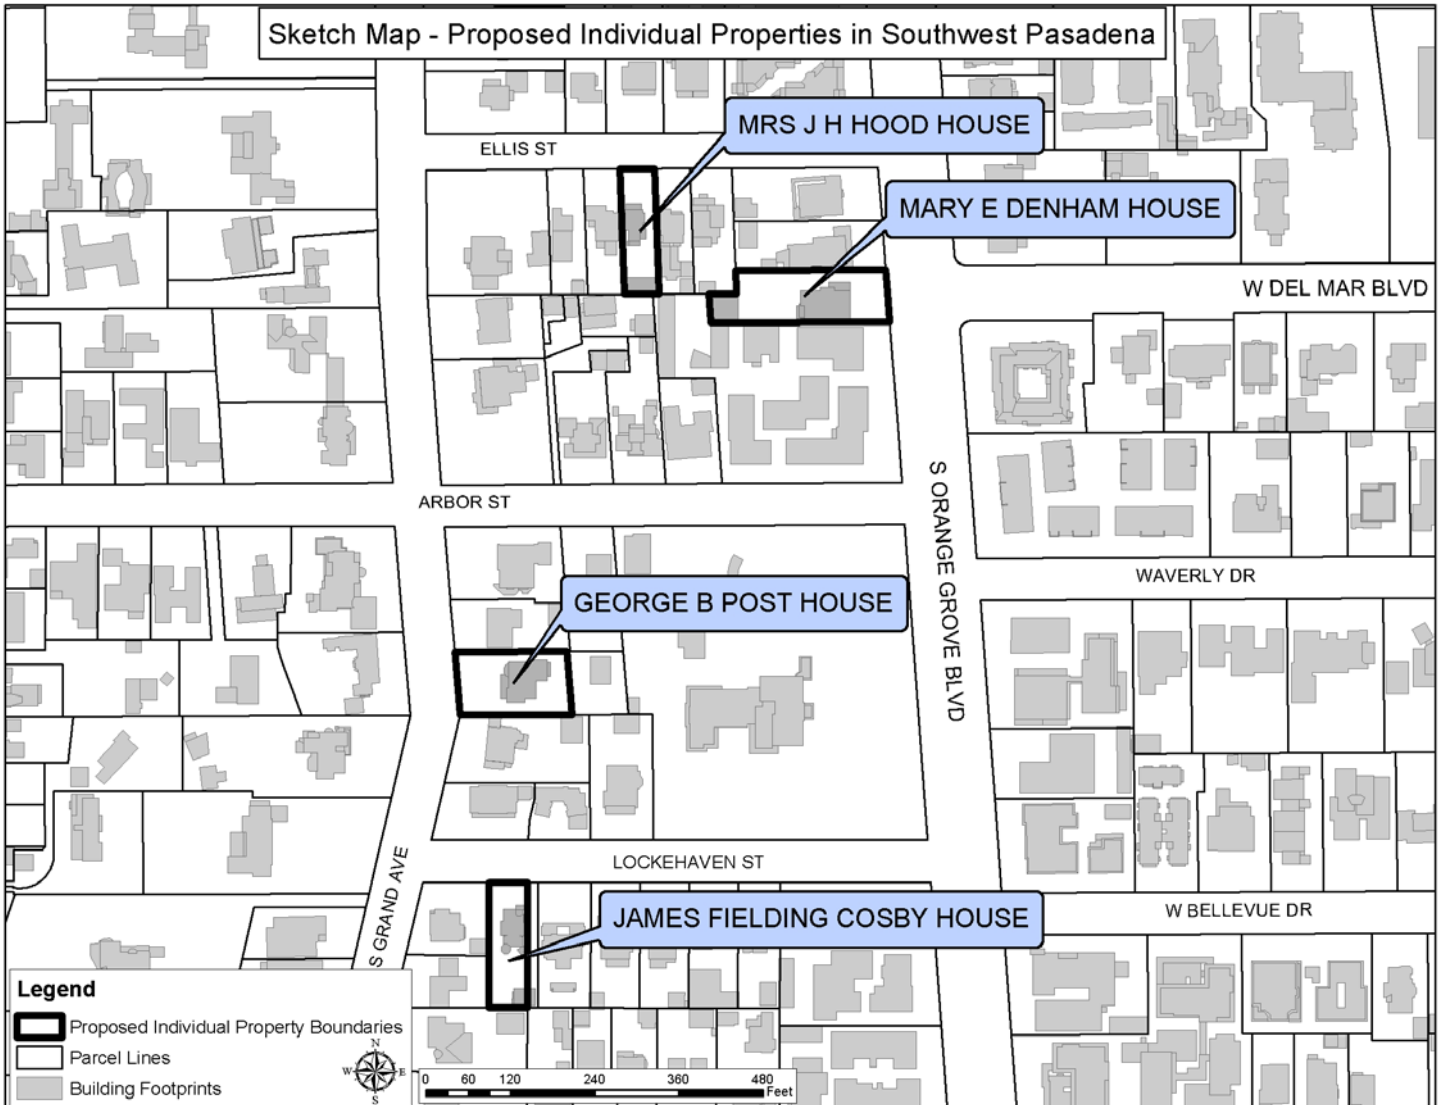 Sketch Map - Proposed Individual Properties in Southwest Pasadena
MRS J H HOOD HOUSE
ELLIS ST
MARY E DENHAM HOUSE
W DEL MAR BLVD
ARBOR ST
S ORANGE GROVE BLVD
WAVERLY DR
GEORGE B POST HOUSE
LOCKEHAVEN ST
S GRAND AVE
W BELLEVUE DR
JAMES FIELDING COSBY HOUSE
Legend
Proposed Individual Property Boundaries
Parcel Lines
Building Footprints
N
W E
S
0 60 120 240 360 480
Feet